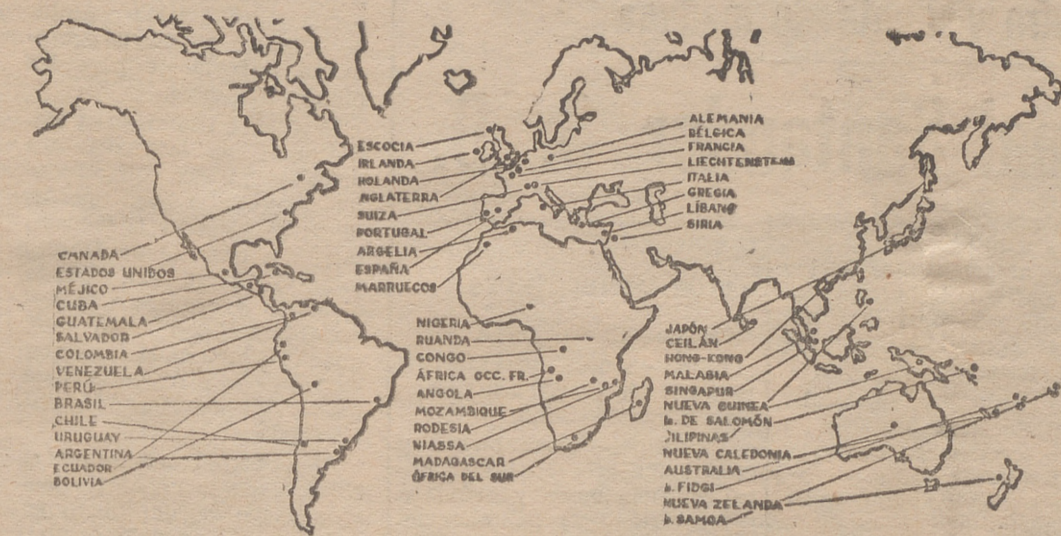 ESCOCIA
IRLANDA
HOLANDA
INGLATERRA
SUIZA
PORTUGAL
ARGELIA
ESPAÑA
MARRUECOS
ALEMANIA
BÉLGICA
FRANCIA
LIECHTENSTEIN
ITALIA
GRECIA
LÍBANO
SIRIA
CANADA
ESTADOS UNIDOS
MÉJICO
CUBA
GUATEMALA
SALVADOR
COLOMBIA
VENEZUELA
PERÚ
BRASIL
CHILE
URUGUAY
ARGENTINA
ECUADOR
BOLIVIA
NIGERIA
RUANDA
CONGO
ÁFRICA OCC. FR.
ANGOLA
MOZAMBIQUE
RODESIA
NIASSA
MADAGASCAR
ÁFRICA DEL SUR
JAPÓN
CEILÁN
HONG-KONG
MALASIA
SINGAPUR
NUEVA GUINEA
Is. DE SALOMÓN
FILIPINAS
NUEVA CALEDONIA
AUSTRALIA
Is. FIDGI
NUEVA ZELANDA
Is. SAMOA